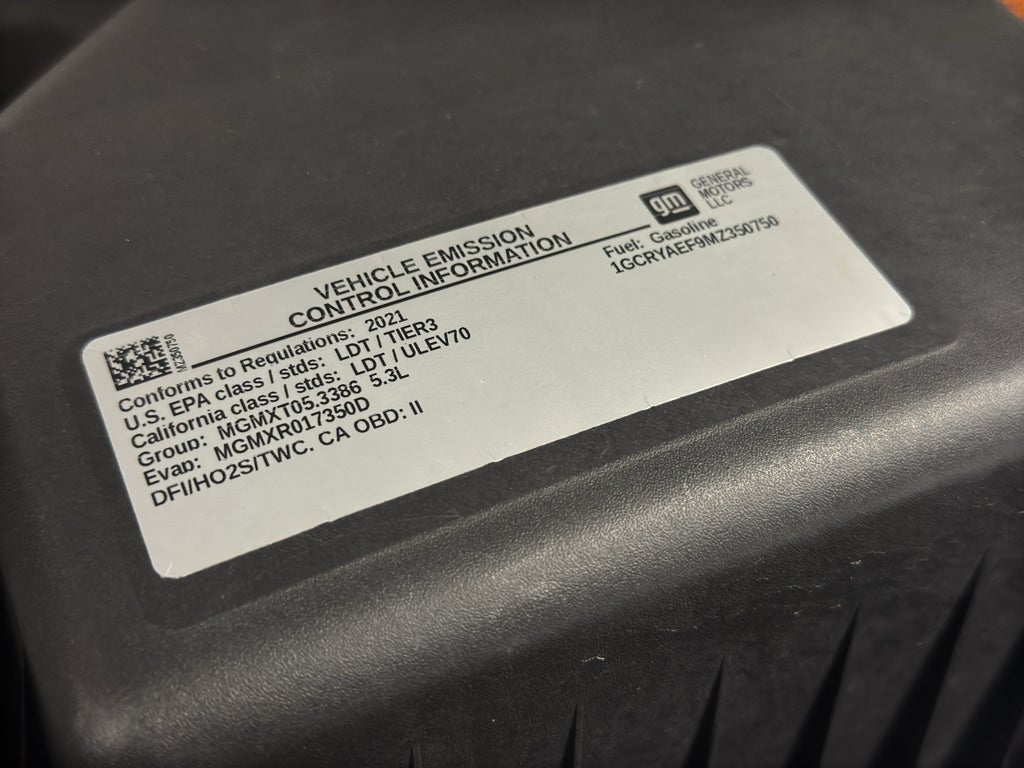 VEHICLE EMISSION
CONTROL INFORMATION
gm
GENERAL
MOTORS
LLC
Fuel: Gasoline
1GCRYAEF9MZ350750
MZ350750
Conforms to Regulations: 2021
U.S. EPA class / stds: LDT / TIER3
California class / stds: LDT / ULEV70
Group: MGMXT05.3386 5.3L
Evap: MGMXR017350D
DFI/HO2S/TWC. CA OBD: II